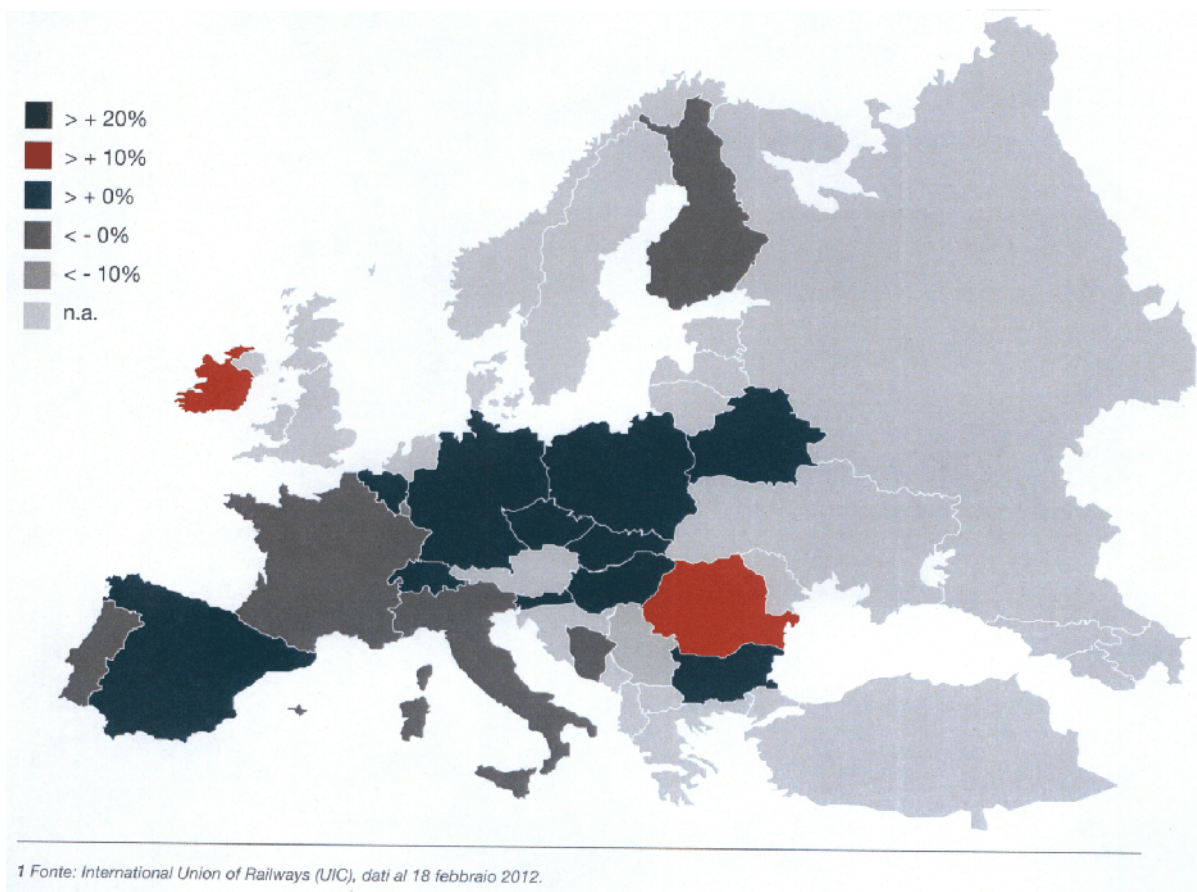 > + 20%
> + 10%
> + 0%
< - 0%
< - 10%
n.a.
1 Fonte: International Union of Railways (UIC), dati al 18 febbraio 2012.